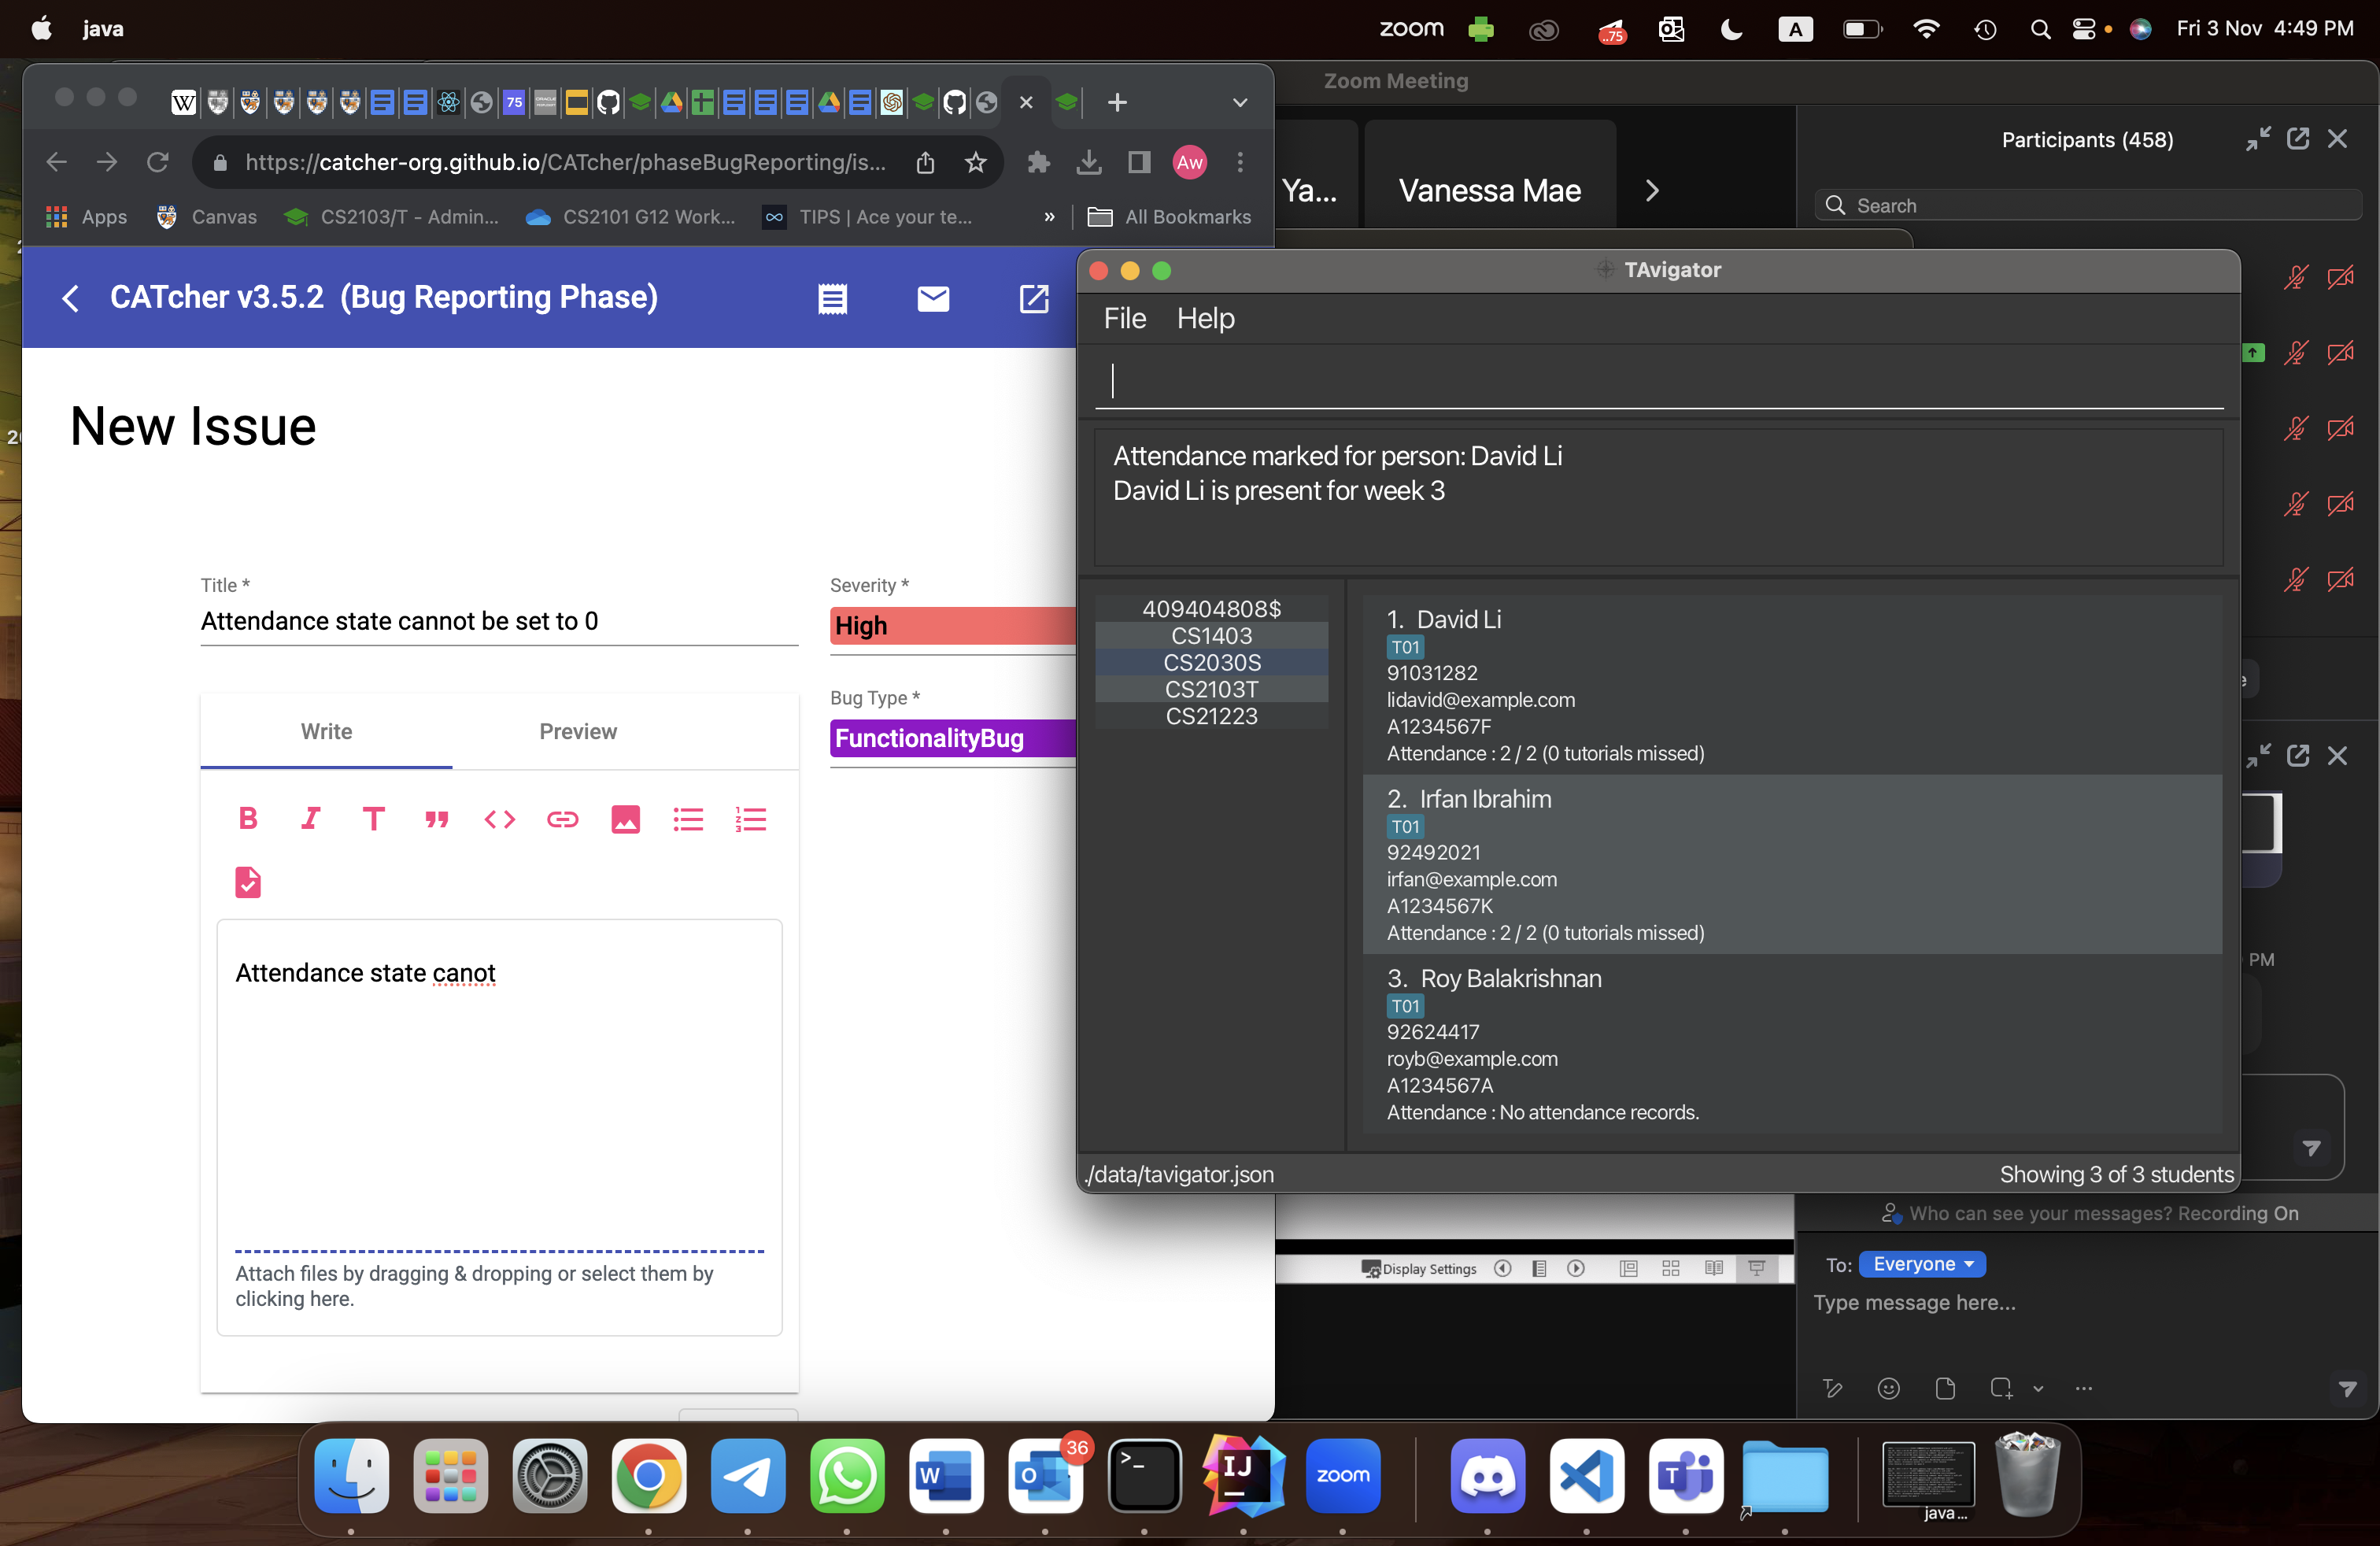 java
zoom
..75
A
Fri 3 Nov 4:49 PM
Zoom Meeting
W
75
https://catcher-org.github.io/CATcher/phaseBugReporting/is...
Aw
Apps
Canvas
CS2103/T - Admin...
CS2101 G12 Work...
TIPS | Ace your te...
»
All Bookmarks
Ya...
Vanessa Mae
Participants (458)
Search
CATcher v3.5.2 (Bug Reporting Phase)
New Issue
Title *
Attendance state cannot be set to 0
Severity *
High
Bug Type *
FunctionalityBug
Write
Preview
Attendance state canot
Attach files by dragging & dropping or select them by
clicking here.
TAvigator
File
Help
Attendance marked for person: David Li
David Li is present for week 3
409404808$
CS1403
CS2030S
CS2103T
CS21223
1. David Li
T01
91031282
lidavid@example.com
A1234567F
Attendance : 2 / 2 (0 tutorials missed)
2. Irfan Ibrahim
T01
92492021
irfan@example.com
A1234567K
Attendance : 2 / 2 (0 tutorials missed)
3. Roy Balakrishnan
T01
92624417
royb@example.com
A1234567A
Attendance : No attendance records.
./data/tavigator.json
Showing 3 of 3 students
PM
Who can see your messages? Recording On
Display Settings
To: Everyone
Type message here...
W
O
36
>_
IJ
zoom
T
java...